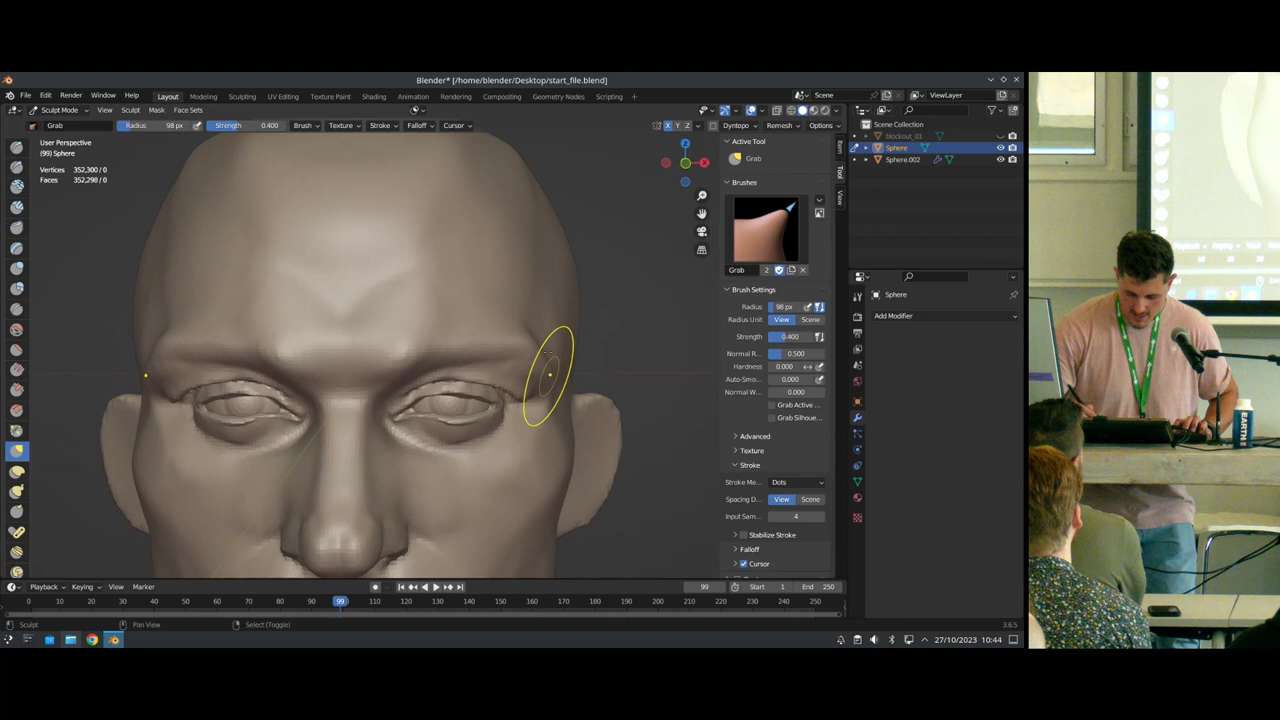 Blender* [/home/blender/Desktop/start_file.blend]
File Edit Render Window Help Layout Modeling Sculpting UV Editing Texture Paint Shading Animation Rendering Compositing Geometry Nodes Scripting + Scene ViewLayer
Sculpt Mode View Sculpt Mask Face Sets
Grab Radius 98 px Strength 0.400 Brush Texture Stroke Falloff Cursor X Y Z Dyntopo Remesh Options
User Perspective
(99) Sphere
Vertices 352,300 / 0
Faces 352,298 / 0
Z
X
Active Tool
Grab
Brushes
Grab 2
Brush Settings
Radius 98 px
Radius Unit View Scene
Strength 0.400
Normal R... 0.500
Hardness 0.000
Auto-Smo... 0.000
Normal W... 0.000
Grab Active ...
Grab Silhoue...
Advanced
Texture
Stroke
Stroke Me... Dots
Spacing D... View Scene
Input Sam... 4
Stabilize Stroke
Falloff
Cursor
Item
Tool
View
Scene Collection
blockout_01
Sphere
Sphere.002
Sphere
Add Modifier
Playback Keying View Marker 99 Start 1 End 250
0 10 20 30 40 50 60 70 80 90 99 110 120 130 140 150 160 170 180 190 200 210 220 230 240 250
Sculpt Pan View Select (Toggle) 3.6.5
27/10/2023 10:44
EARTH